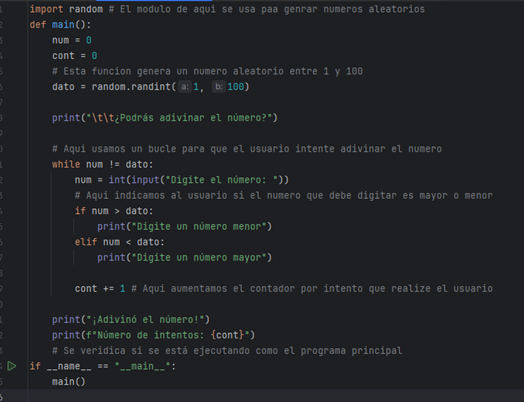 import random # El modulo de aqui se usa paa genrar numeros aleatorios
def main():
    num = 0
    cont = 0
    # Esta funcion genera un numero aleatorio entre 1 y 100
    dato = random.randint( a: 1, b: 100)
    print("\t\t¿Podrás adivinar el número?")
    # Aqui usamos un bucle para que el usuario intente adivinar el numero
    while num != dato:
        num = int(input("Digite el número: "))
        # Aqui indicamos al usuario si el numero que debe digitar es mayor o menor
        if num > dato:
            print("Digite un número menor")
        elif num < dato:
            print("Digite un número mayor")
        cont += 1 # Aqui aumentamos el contador por intento que realize el usuario
    print("¡Adivinó el número!")
    print(f"Número de intentos: {cont}")
    # Se veridica si se está ejecutando como el programa principal
if __name__ == "__main__":
    main()